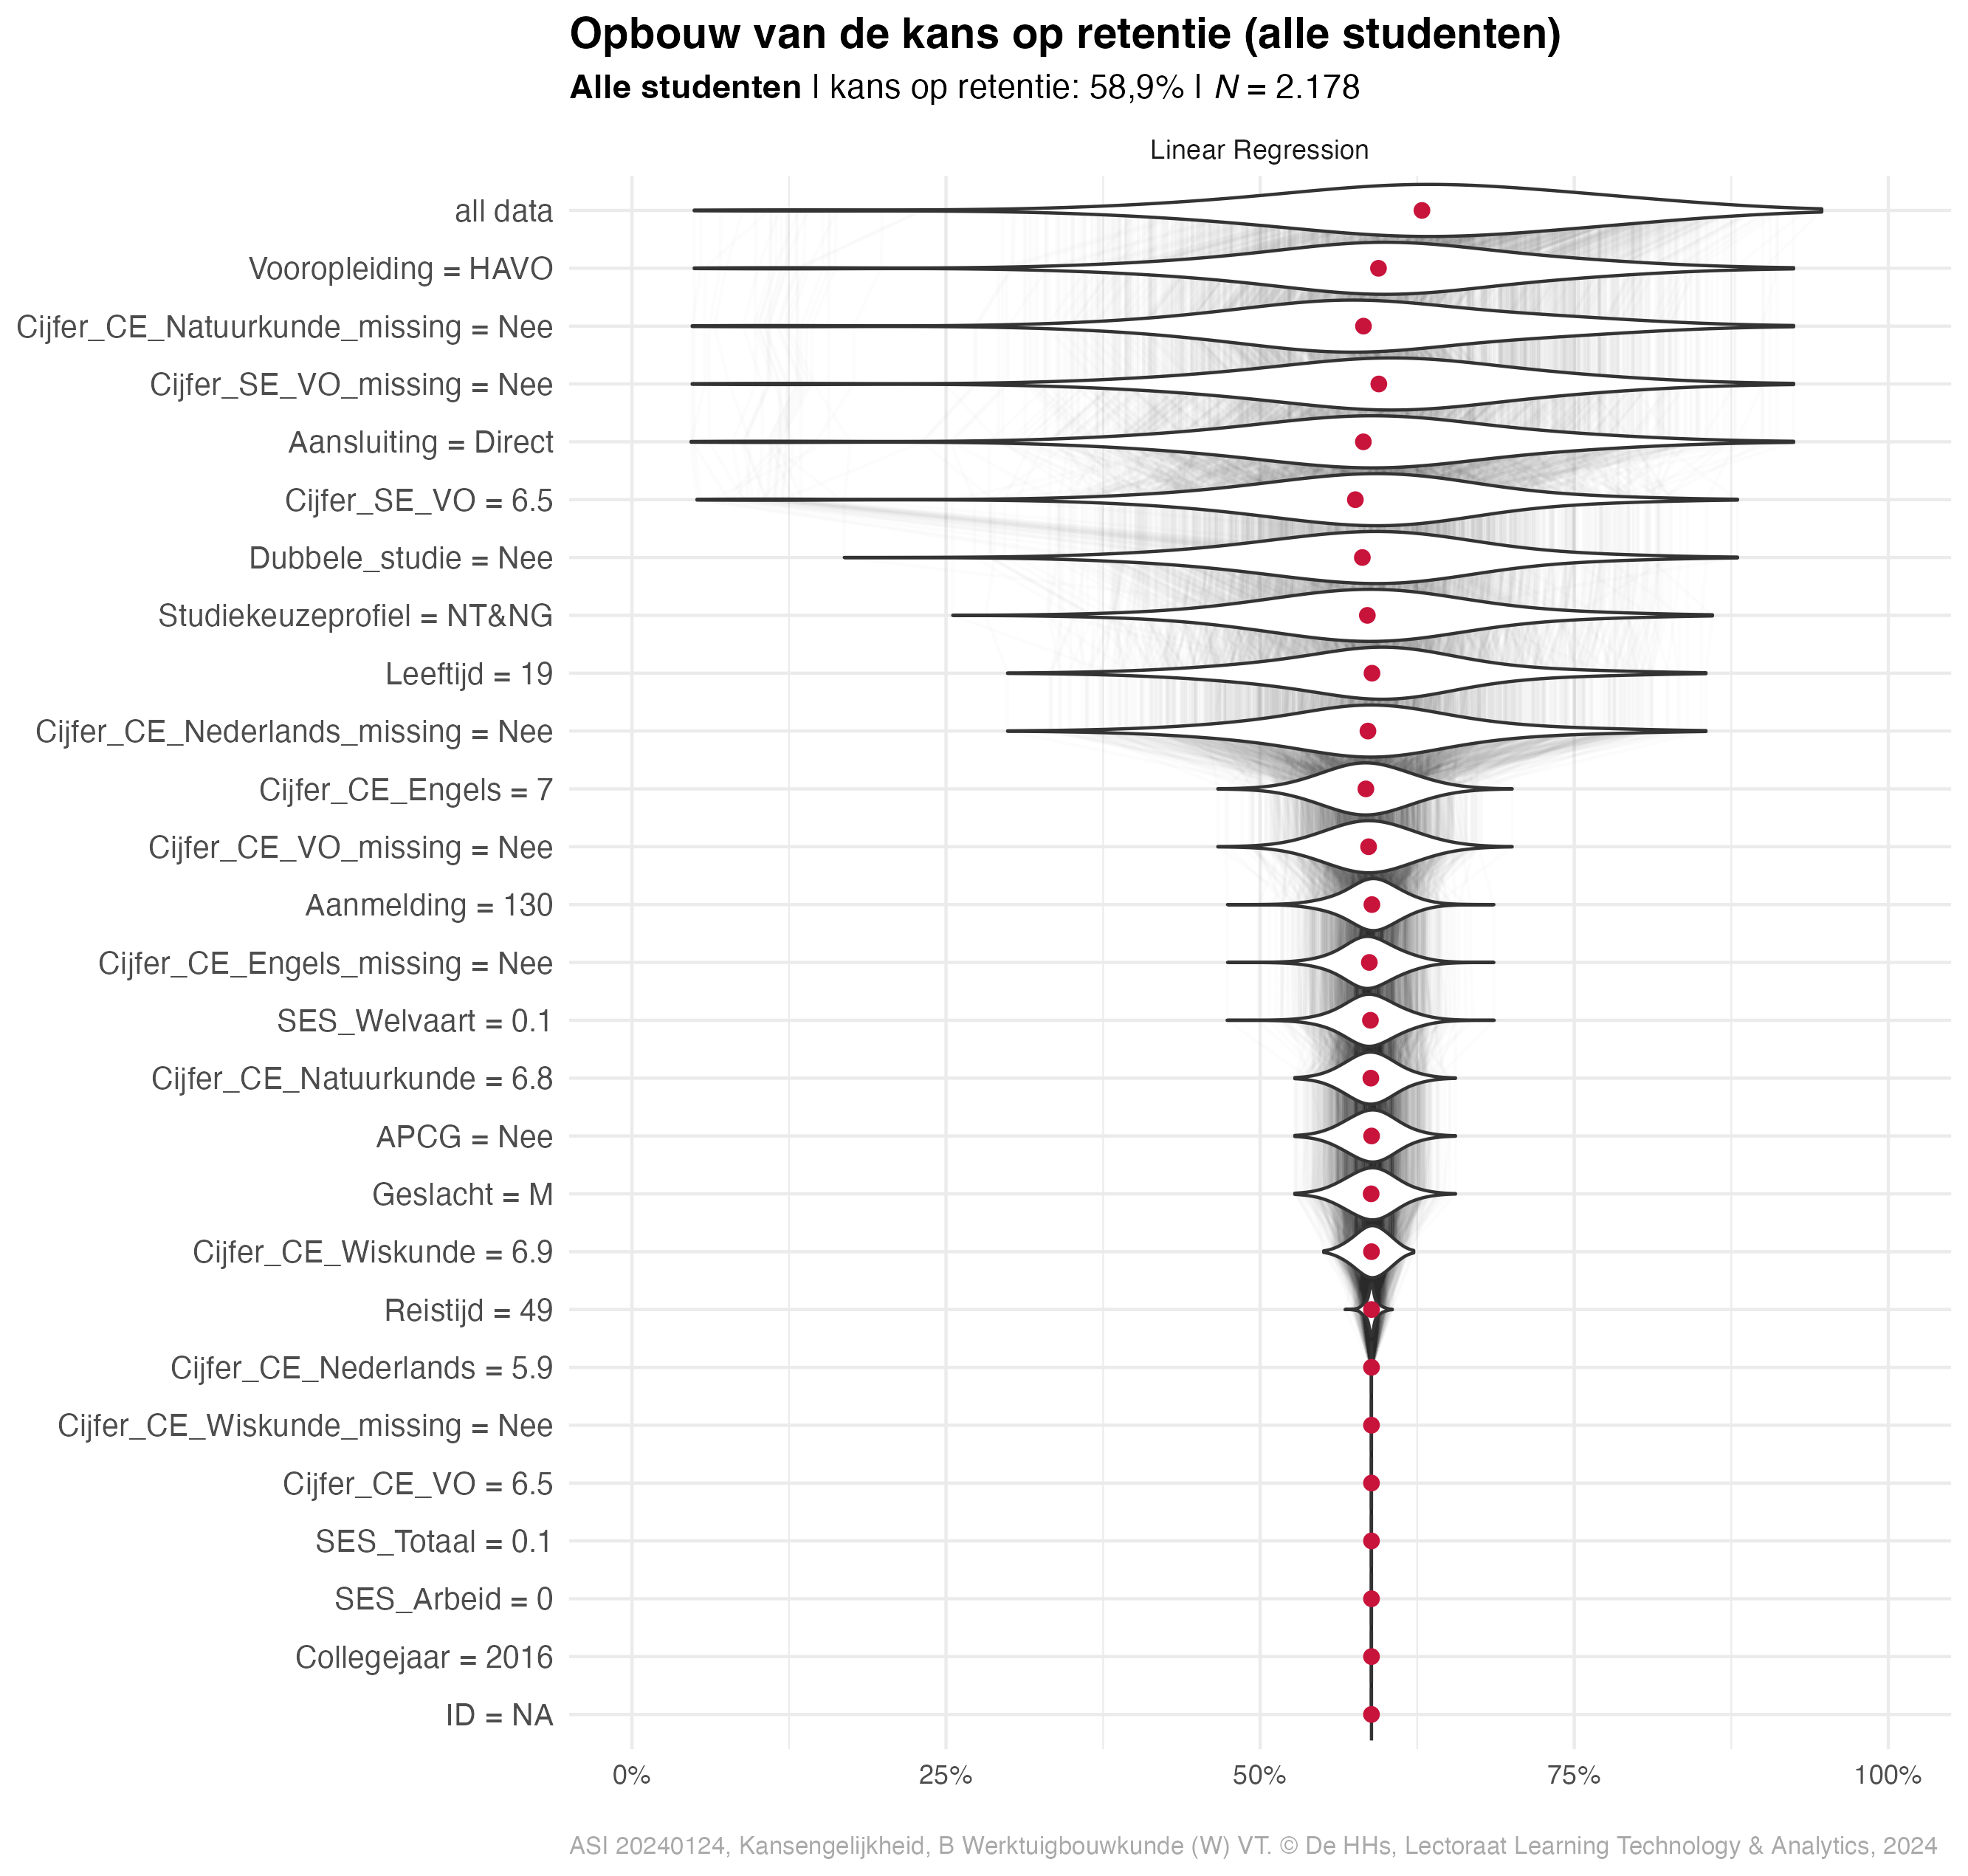 Opbouw van de kans op retentie (alle studenten)
Alle studenten | kans op retentie: 58,9% | N = 2.178
Linear Regression
all data
Vooropleiding = HAVO
Cijfer_CE_Natuurkunde_missing = Nee
Cijfer_SE_VO_missing = Nee
Aansluiting = Direct
Cijfer_SE_VO = 6.5
Dubbele_studie = Nee
Studiekeuzeprofiel = NT&NG
Leeftijd = 19
Cijfer_CE_Nederlands_missing = Nee
Cijfer_CE_Engels = 7
Cijfer_CE_VO_missing = Nee
Aanmelding = 130
Cijfer_CE_Engels_missing = Nee
SES_Welvaart = 0.1
Cijfer_CE_Natuurkunde = 6.8
APCG = Nee
Geslacht = M
Cijfer_CE_Wiskunde = 6.9
Reistijd = 49
Cijfer_CE_Nederlands = 5.9
Cijfer_CE_Wiskunde_missing = Nee
Cijfer_CE_VO = 6.5
SES_Totaal = 0.1
SES_Arbeid = 0
Collegejaar = 2016
ID = NA
0% 25% 50% 75% 100%
ASI 20240124, Kansengelijkheid, B Werktuigbouwkunde (W) VT. © De HHs, Lectoraat Learning Technology & Analytics, 2024